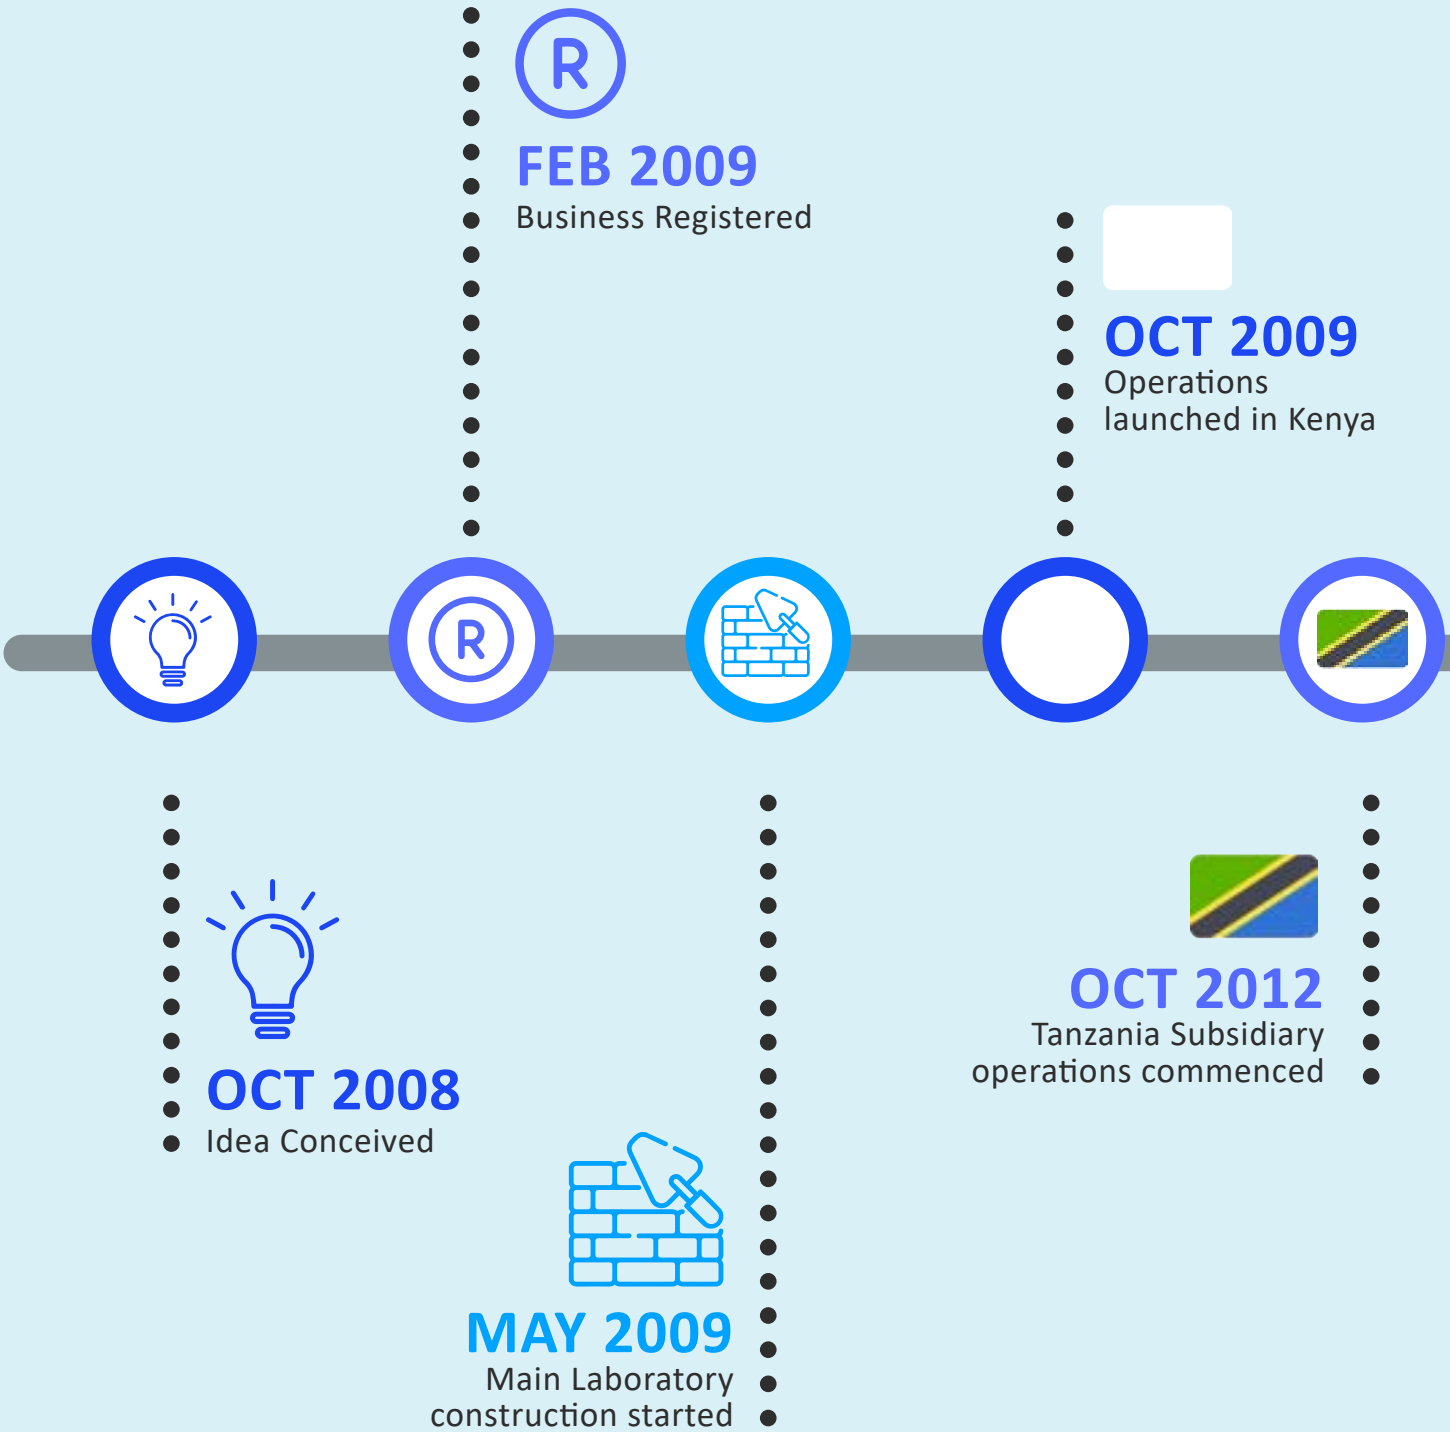 R
FEB 2009
Business Registered
OCT 2009
Operations
launched in Kenya
R
OCT 2008
Idea Conceived
MAY 2009
Main Laboratory
construction started
OCT 2012
Tanzania Subsidiary
operations commenced